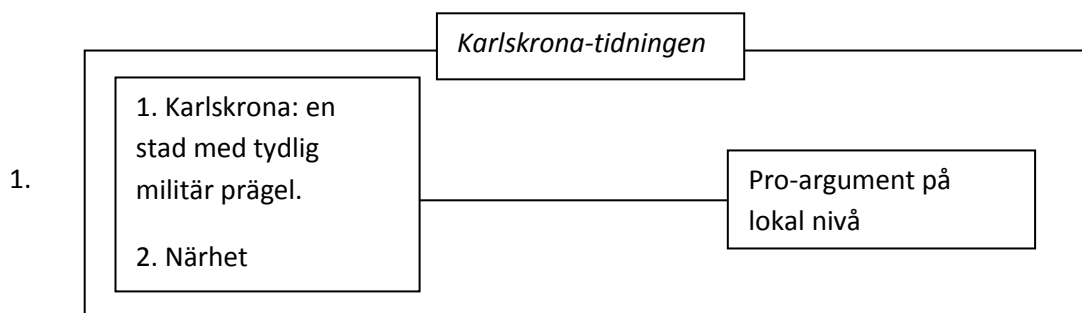 Karlskrona-tidningen
1.
1. Karlskrona: en
stad med tydlig
militär prägel.
2. Närhet
Pro-argument på
lokal nivå